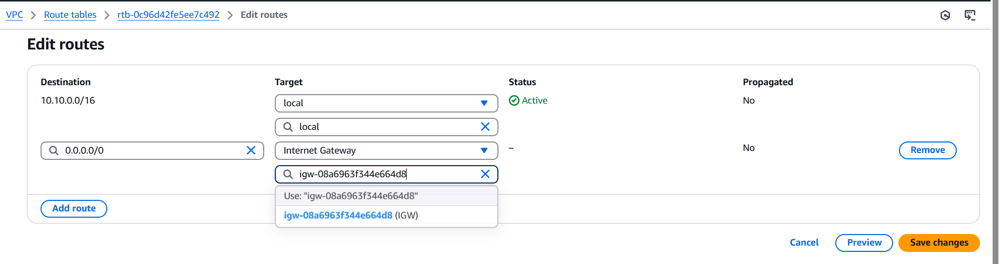 VPC > Route tables > rtb-0c96d42fe5ee7c492 > Edit routes
Edit routes
Destination Target Status Propagated
10.10.0.0/16 local Active No
local
0.0.0.0/0 Internet Gateway – No Remove
igw-08a6963f344e664d8
Use: "igw-08a6963f344e664d8"
igw-08a6963f344e664d8 (IGW)
Add route
Cancel Preview Save changes